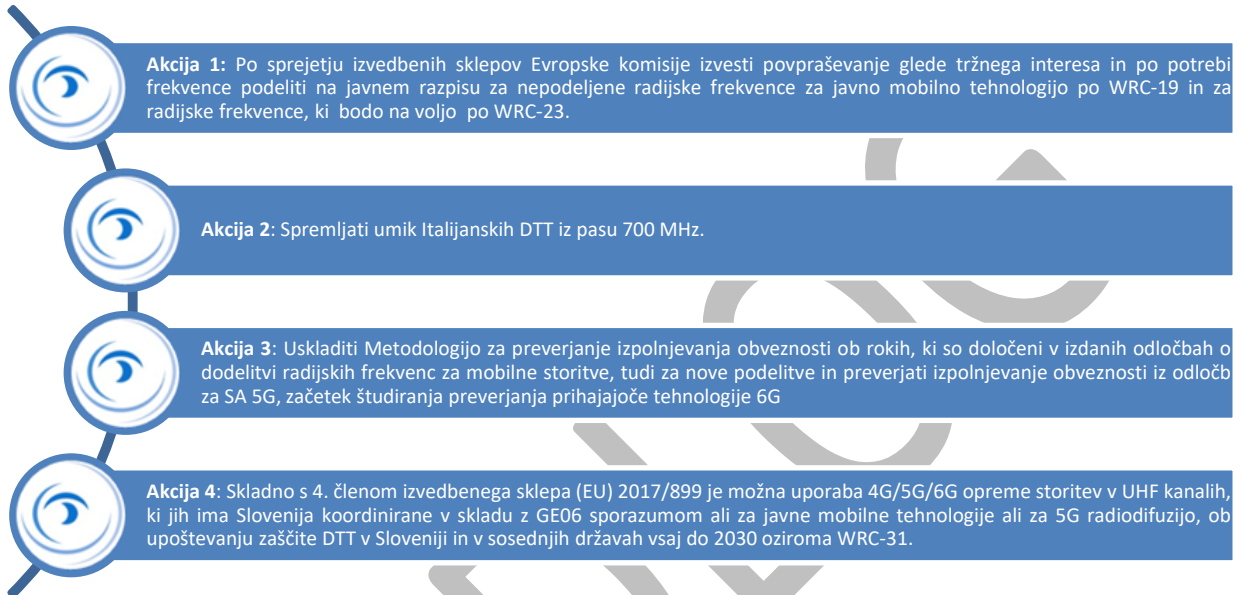 Akcija 1: Po sprejetju izvedbenih sklepov Evropske komisije izvesti povpraševanje glede tržnega interesa in po potrebi
frekvence podeliti na javnem razpisu za nepodeljene radijske frekvence za javno mobilno tehnologijo po WRC-19 in za
radijske frekvence, ki bodo na voljo po WRC-23.
Akcija 2: Spremljati umik Italijanskih DTT iz pasu 700 MHz.
Akcija 3: Uskladiti Metodologijo za preverjanje izpolnjevanja obveznosti ob rokih, ki so določeni v izdanih odločbah o
dodelitvi radijskih frekvenc za mobilne storitve, tudi za nove podelitve in preverjati izpolnjevanje obveznosti iz odločb
za SA 5G, začetek študiranja preverjanja prihajajoče tehnologije 6G
Akcija 4: Skladno s 4. členom izvedbenega sklepa (EU) 2017/899 je možna uporaba 4G/5G/6G opreme storitev v UHF kanalih,
ki jih ima Slovenija koordinirane v skladu z GE06 sporazumom ali za javne mobilne tehnologije ali za 5G radiodifuzijo, ob
upoštevanju zaščite DTT v Sloveniji in v sosednjih državah vsaj do 2030 oziroma WRC-31.